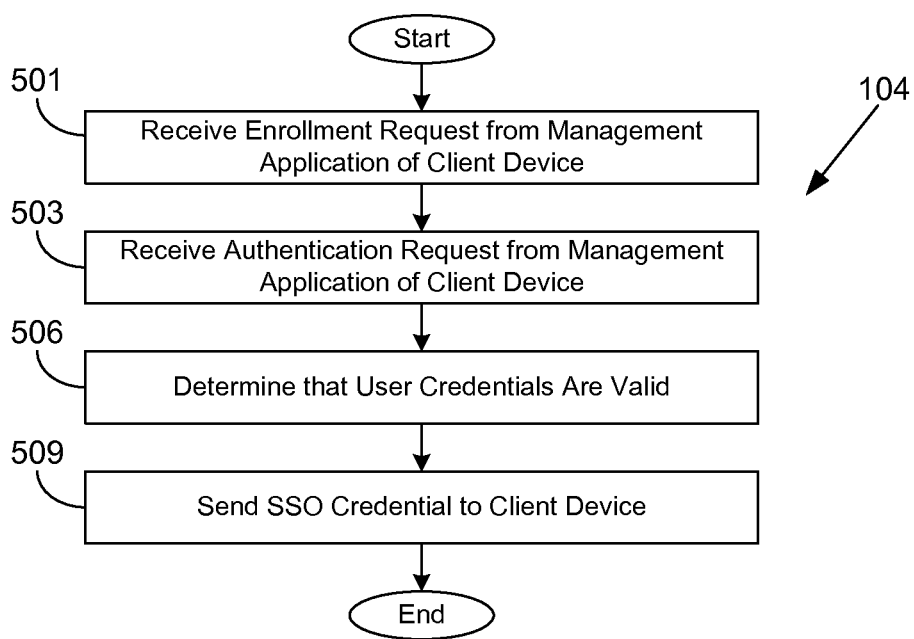 Start
501
104
Receive Enrollment Request from Management
Application of Client Device
503
Receive Authentication Request from Management
Application of Client Device
506
Determine that User Credentials Are Valid
509
Send SSO Credential to Client Device
End